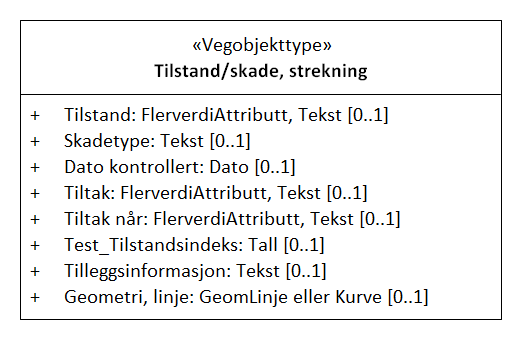 «Vegobjekttype»
Tilstand/skade, strekning
+ Tilstand: FlerverdiAttributt, Tekst [0..1]
+ Skadetype: Tekst [0..1]
+ Dato kontrollert: Dato [0..1]
+ Tiltak: FlerverdiAttributt, Tekst [0..1]
+ Tiltak når: FlerverdiAttributt, Tekst [0..1]
+ Test_Tilstandsindeks: Tall [0..1]
+ Tilleggsinformasjon: Tekst [0..1]
+ Geometri, linje: GeomLinje eller Kurve [0..1]